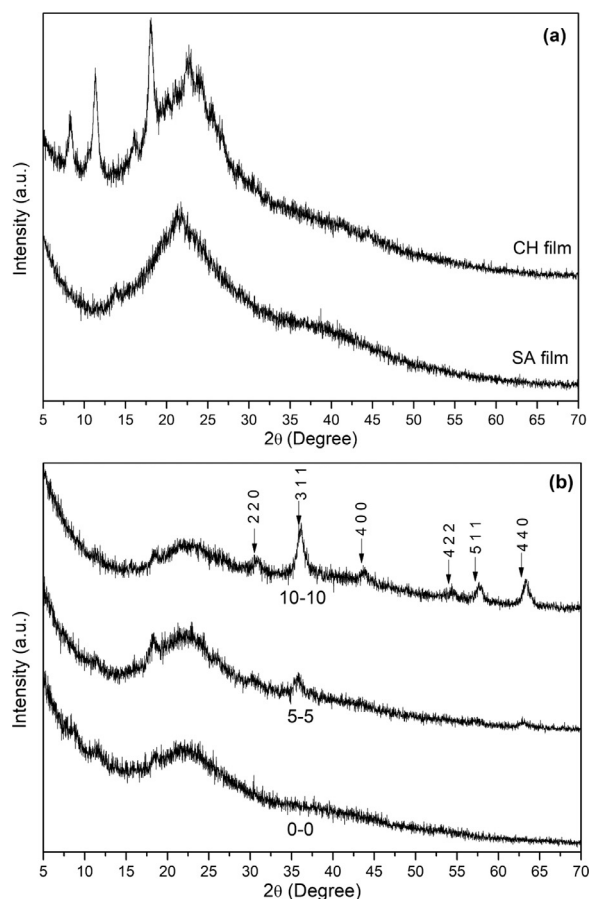 (a)
CH film
SA film
Intensity (a.u.)
5 10 15 20 25 30 35 40 45 50 55 60 65 70
2θ (Degree)
(b)
2 2 0
3 1 1
4 0 0
4 2 2
5 1 1
4 4 0
10-10
5-5
0-0
Intensity (a.u.)
5 10 15 20 25 30 35 40 45 50 55 60 65 70
2θ (Degree)